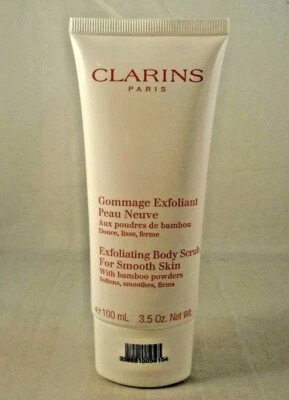 CLARINS
PARIS
Gommage Exfoliant
Peau Neuve
Aux poudres de bambou
Douce, lisse, ferme
Exfoliating Body Scrub
For Smooth Skin
With bamboo powders
Softens, smoothes, firms
e 100 mL 3.5 Oz. Net Wt.